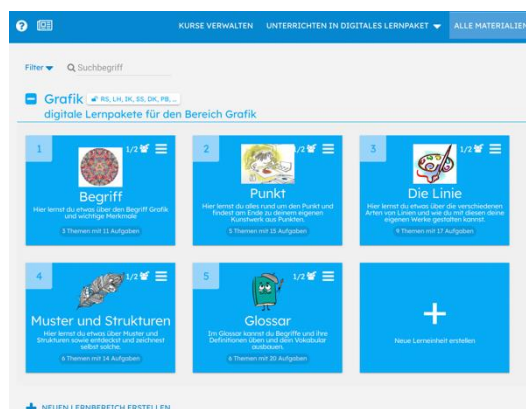 KURSE VERWALTEN UNTERRICHTEN IN DIGITALES LERNPAKET ALLE MATERIALIEN
Filter Suchbegriff
Grafik RS, LH, IK, SS, DK, PB, ...
digitale Lernpakete für den Bereich Grafik
1 1/2
Begriff
Hier lernst du etwas über den Begriff Grafik
und wichtige Merkmale
3 Themen mit 11 Aufgaben
2 1/2
Punkt
Hier lernst du alles rund um den Punkt und
findest am Ende zu deinem eigenen
Kunstwerk aus Punkten.
5 Themen mit 15 Aufgaben
3 1/2
Die Linie
Hier lernst du etwas über die verschiedenen
Arten von Linien und wie du mit diesen deine
eigenen Werke gestalten kannst.
9 Themen mit 17 Aufgaben
4 1/2
Muster und Strukturen
Hier lernst du etwas über Muster und
Strukturen sowie entdeckst und zeichnest
selbst solche.
6 Themen mit 14 Aufgaben
5 1/2
Glossar
Im Glossar kannst du Begriffe und ihre
Definitionen üben und dein Vokabular
ausbauen.
6 Themen mit 20 Aufgaben
Neue Lerneinheit erstellen
NEUEN LERNBEREICH ERSTELLEN